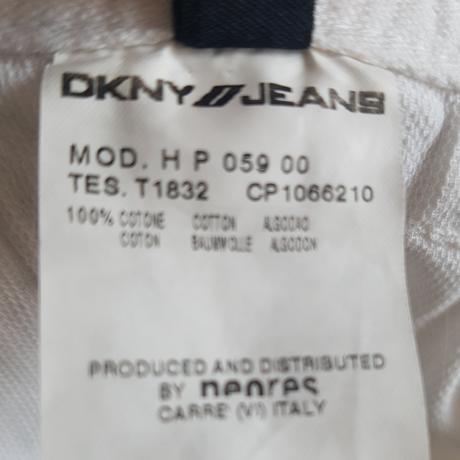 DKNY JEANS
MOD. H P 059 00
TES. T1832 CP1066210
100% COTONE COTTON ALGODAO
COTON BAUMWOLLE ALGODON
PRODUCED AND DISTRIBUTED
BY
CARRE' (VI) ITALY